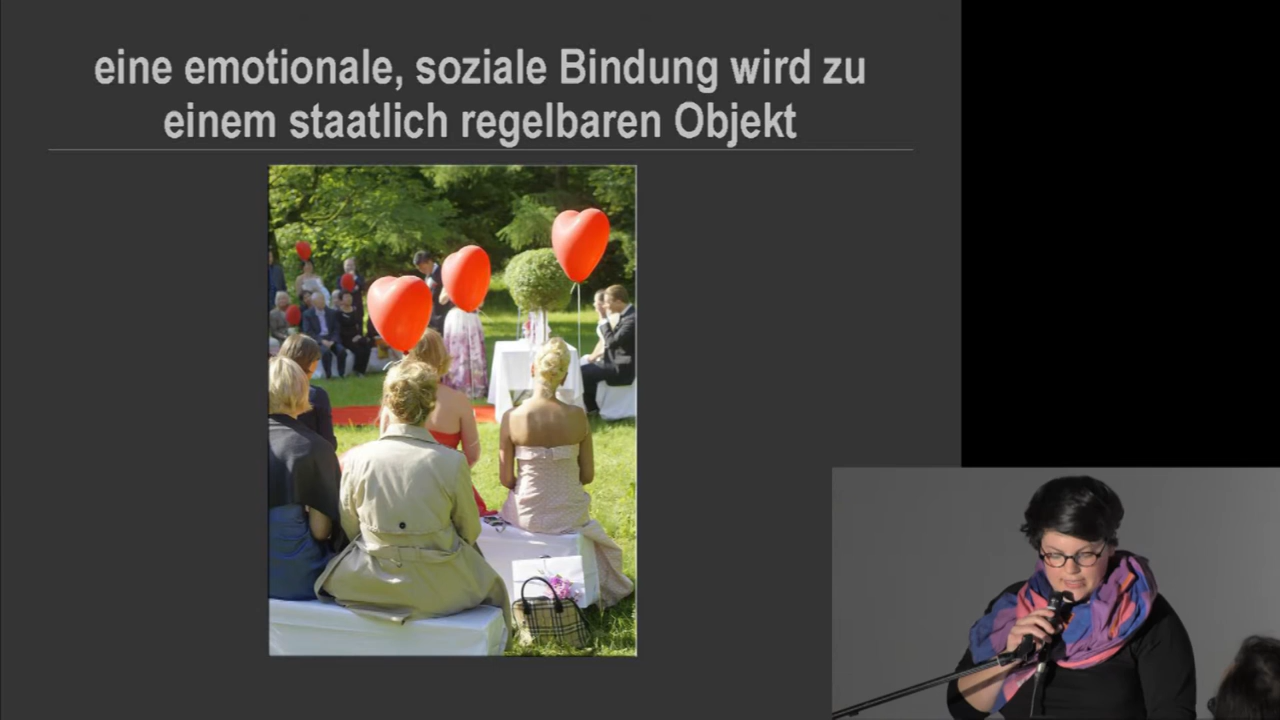 eine emotionale, soziale Bindung wird zu
einem staatlich regelbaren Objekt